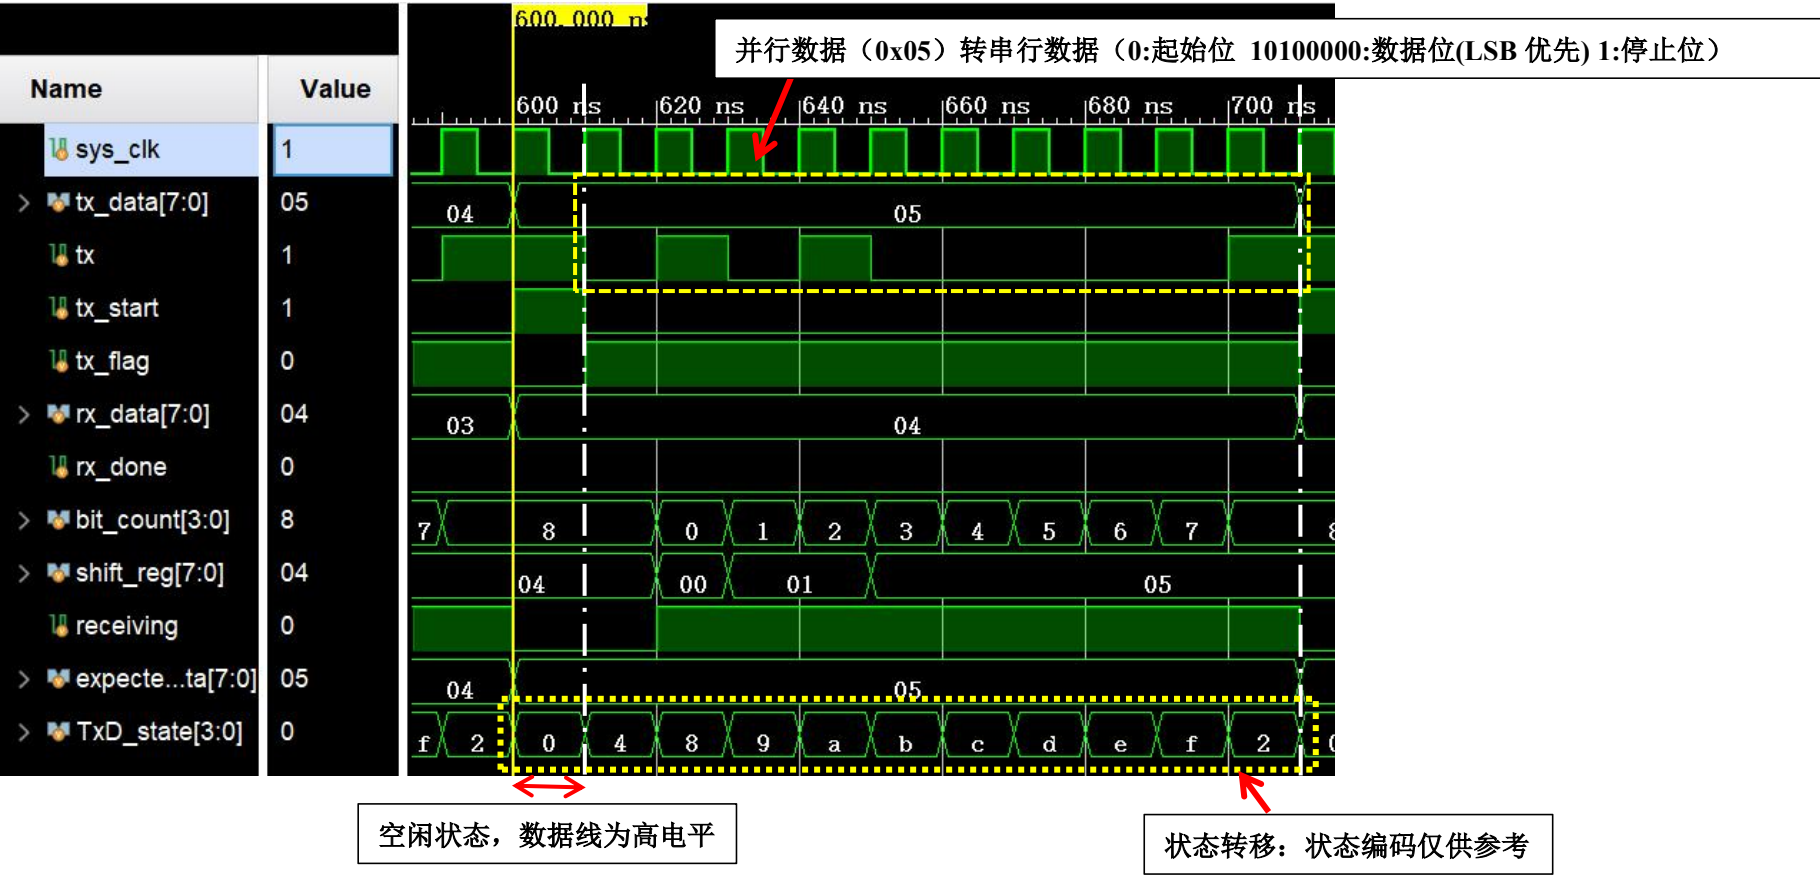 600.000 ns
并行数据（0x05）转串行数据（0:起始位 10100000:数据位(LSB 优先) 1:停止位）
Name Value
600 ns 620 ns 640 ns 660 ns 680 ns 700 ns
sys_clk 1
tx_data[7:0] 05 04 05
tx 1
tx_start 1
tx_flag 0
rx_data[7:0] 04 03 04
rx_done 0
bit_count[3:0] 8 7 8 0 1 2 3 4 5 6 7 8
shift_reg[7:0] 04 04 00 01 05
receiving 0
expecte...ta[7:0] 05 04 05
TxD_state[3:0] 0 f 2 0 4 8 9 a b c d e f 2 0
空闲状态，数据线为高电平
状态转移：状态编码仅供参考